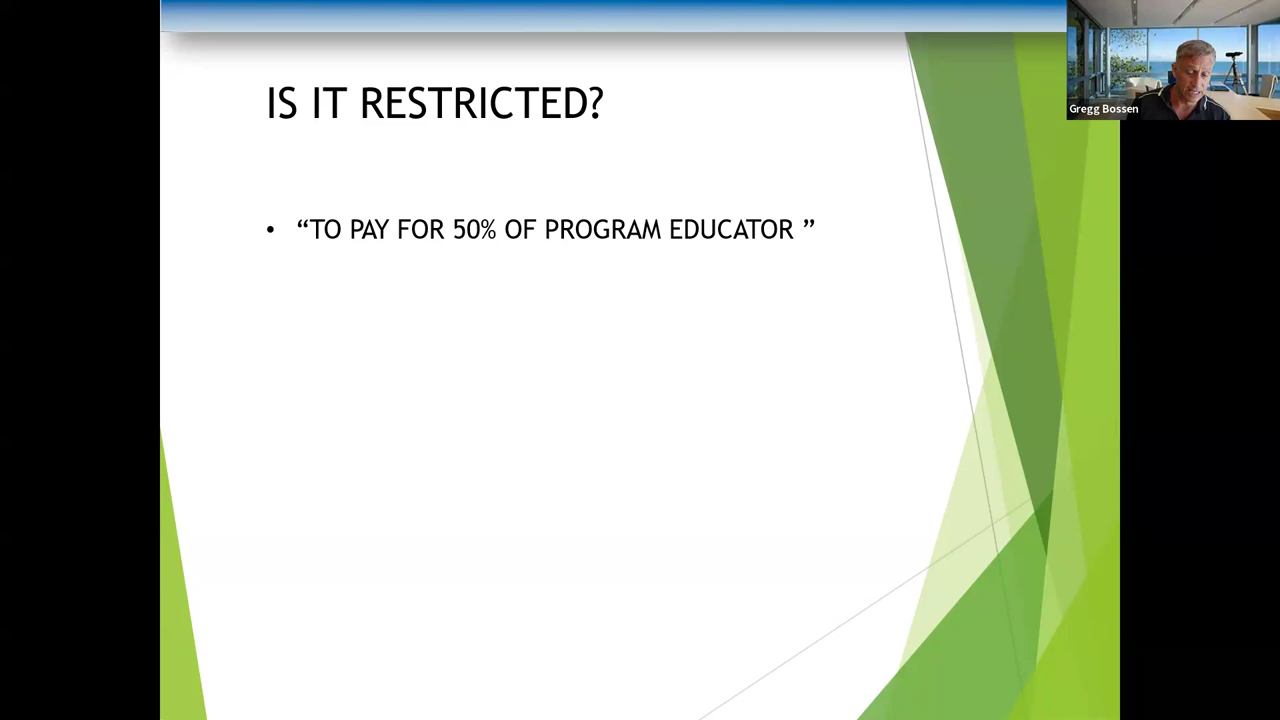 IS IT RESTRICTED?
• “TO PAY FOR 50% OF PROGRAM EDUCATOR ”
Gregg Bossen